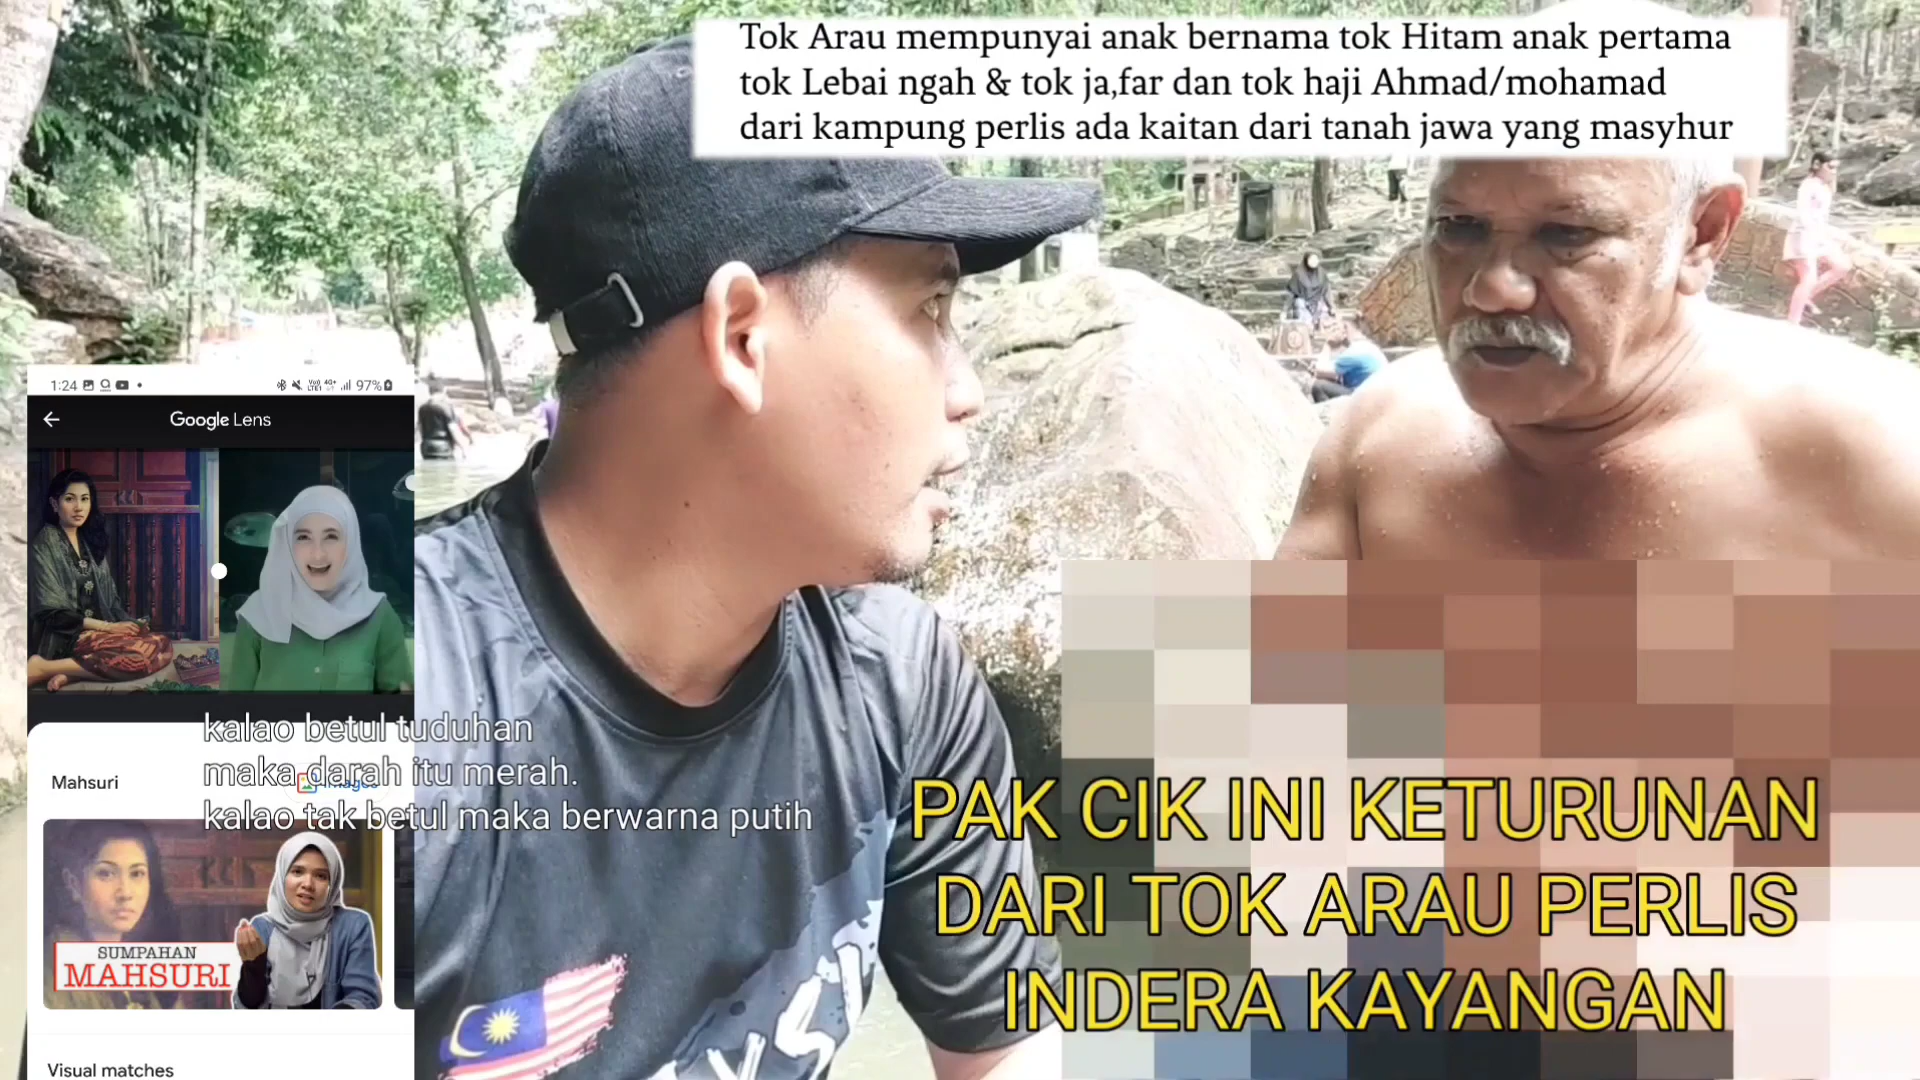 Tok Arau mempunyai anak bernama tok Hitam anak pertama
tok Lebai ngah & tok ja,far dan tok haji Ahmad/mohamad
dari kampung perlis ada kaitan dari tanah jawa yang masyhur
1:24
97%
Google Lens
kalao betul tuduhan
maka darah itu merah.
kalao tak betul maka berwarna putih
Mahsuri
SUMPAHAN
MAHSURI
Visual matches
PAK CIK INI KETURUNAN
DARI TOK ARAU PERLIS
INDERA KAYANGAN